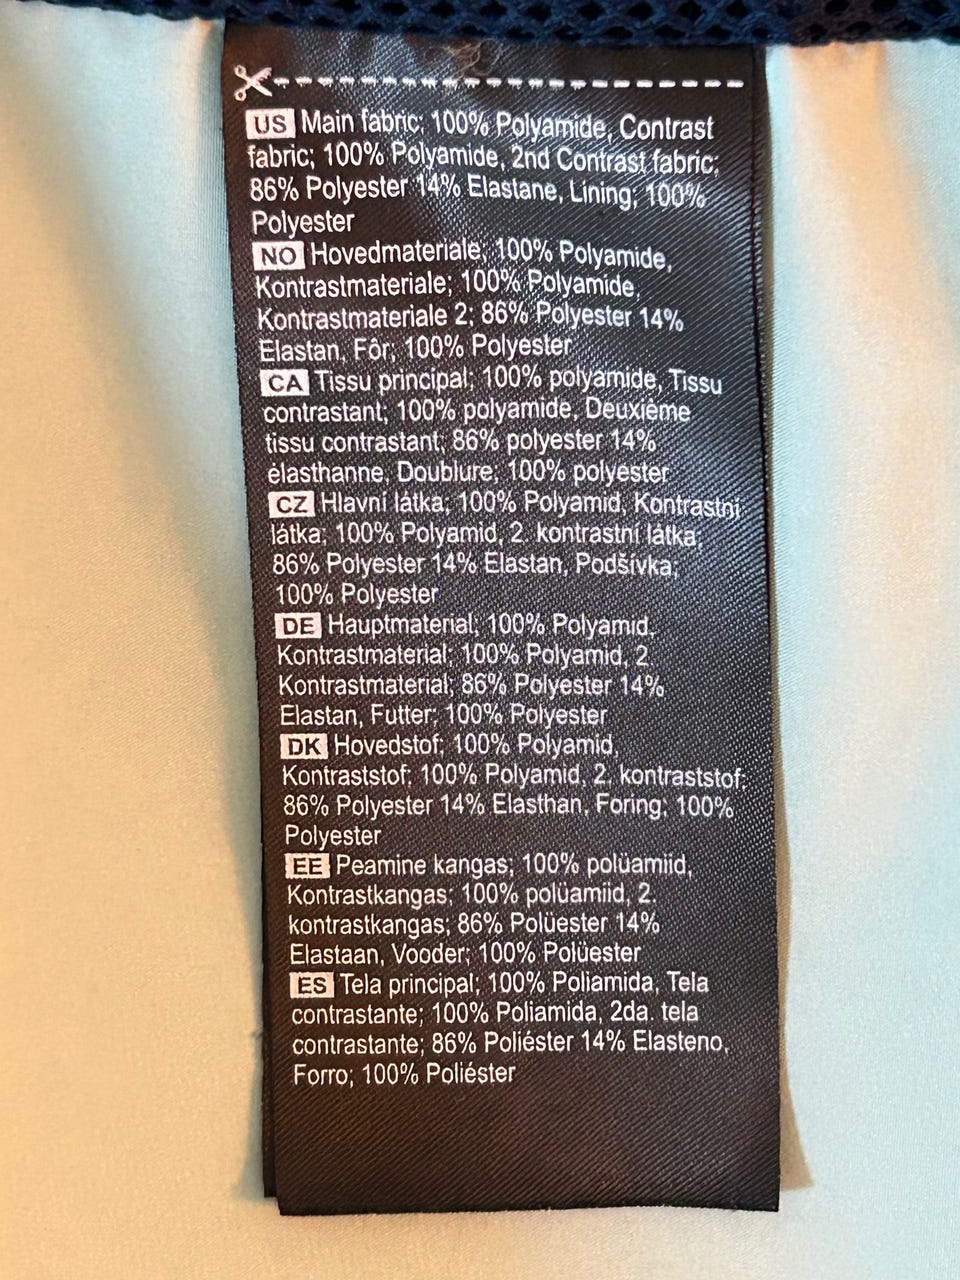 US Main fabric; 100% Polyamide, Contrast
fabric; 100% Polyamide, 2nd Contrast fabric;
86% Polyester 14% Elastane, Lining; 100%
Polyester
NO Hovedmateriale; 100% Polyamide,
Kontrastmateriale; 100% Polyamide,
Kontrastmateriale 2; 86% Polyester 14%
Elastan, Fôr; 100% Polyester
CA Tissu principal; 100% polyamide, Tissu
contrastant; 100% polyamide, Deuxième
tissu contrastant; 86% polyester 14%
élasthanne, Doublure; 100% polyester
CZ Hlavní látka; 100% Polyamid, Kontrastní
látka; 100% Polyamid, 2. kontrastní látka;
86% Polyester 14% Elastan, Podšívka;
100% Polyester
DE Hauptmaterial; 100% Polyamid,
Kontrastmaterial; 100% Polyamid, 2.
Kontrastmaterial; 86% Polyester 14%
Elastan, Futter; 100% Polyester
DK Hovedstof; 100% Polyamid,
Kontraststof; 100% Polyamid, 2. kontraststof;
86% Polyester 14% Elasthan, Foring; 100%
Polyester
EE Peamine kangas; 100% polüamiid,
Kontrastkangas; 100% polüamiid, 2.
kontrastkangas; 86% Polüester 14%
Elastaan, Vooder; 100% Polüester
ES Tela principal; 100% Poliamida, Tela
contrastante; 100% Poliamida, 2da. tela
contrastante; 86% Poliéster 14% Elasteno,
Forro; 100% Poliéster